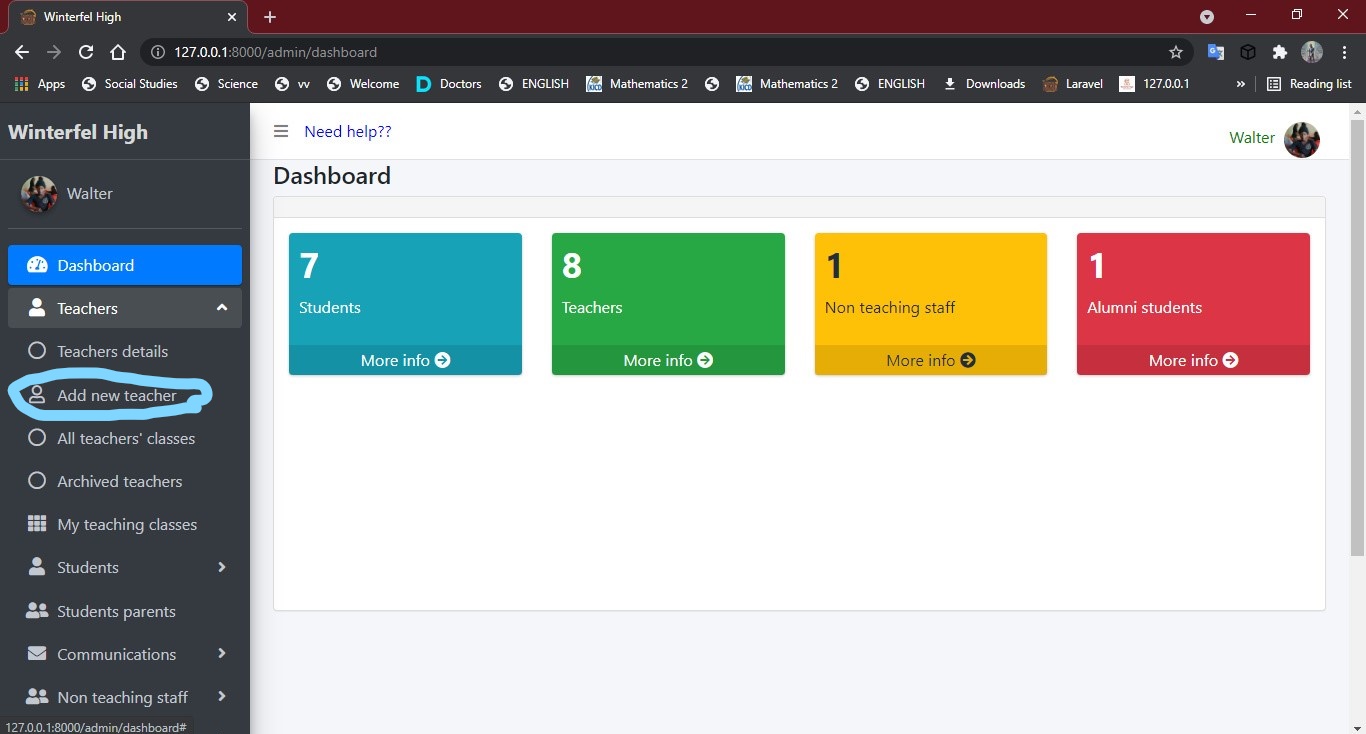 Winterfel High
127.0.0.1:8000/admin/dashboard
Apps Social Studies Science vv Welcome Doctors ENGLISH Mathematics 2 Mathematics 2 ENGLISH Downloads Laravel 127.0.0.1 » Reading list
Winterfel High
Need help??
Walter
Walter
Dashboard
Teachers
Teachers details
Add new teacher
All teachers' classes
Archived teachers
My teaching classes
Students
Students parents
Communications
Non teaching staff
Dashboard
7
Students
More info
8
Teachers
More info
1
Non teaching staff
More info
1
Alumni students
More info
127.0.0.1:8000/admin/dashboard#